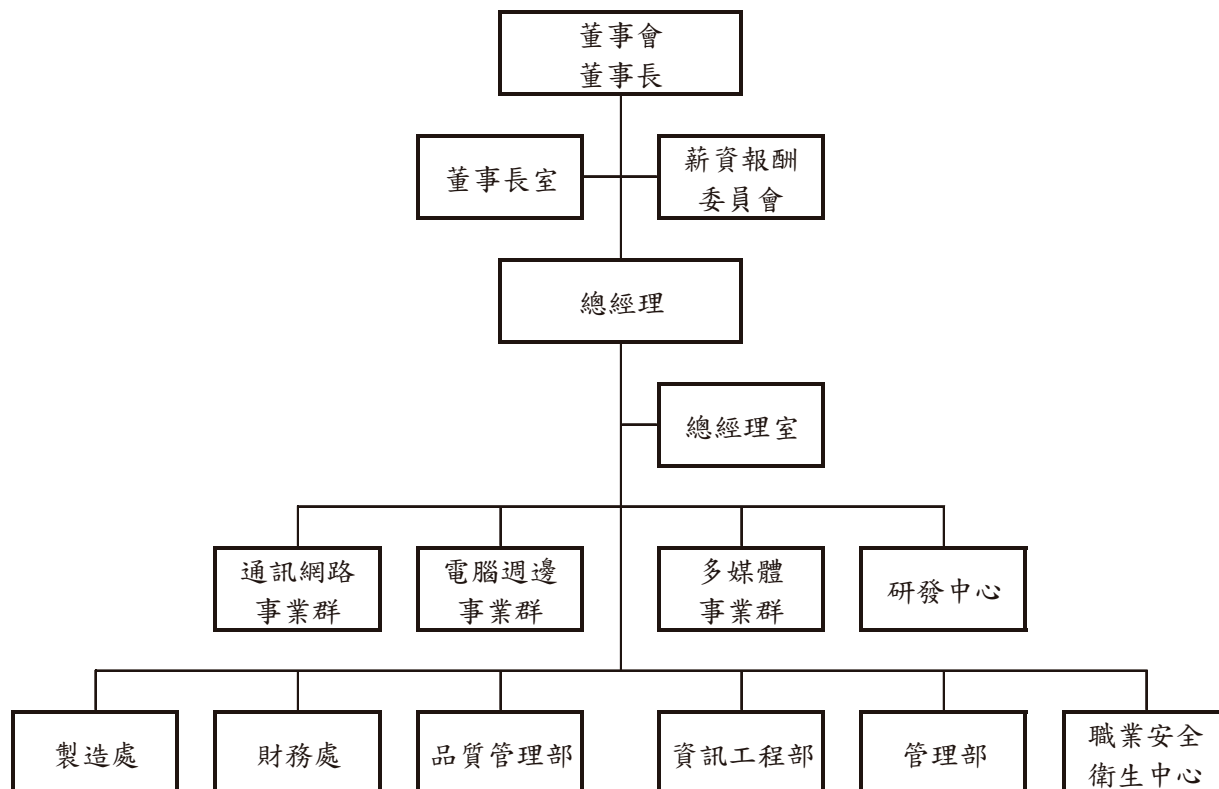 董事會
董事長
董事長室
薪資報酬
委員會
總經理
總經理室
通訊網路
事業群
電腦週邊
事業群
多媒體
事業群
研發中心
製造處
財務處
品質管理部
資訊工程部
管理部
職業安全
衛生中心